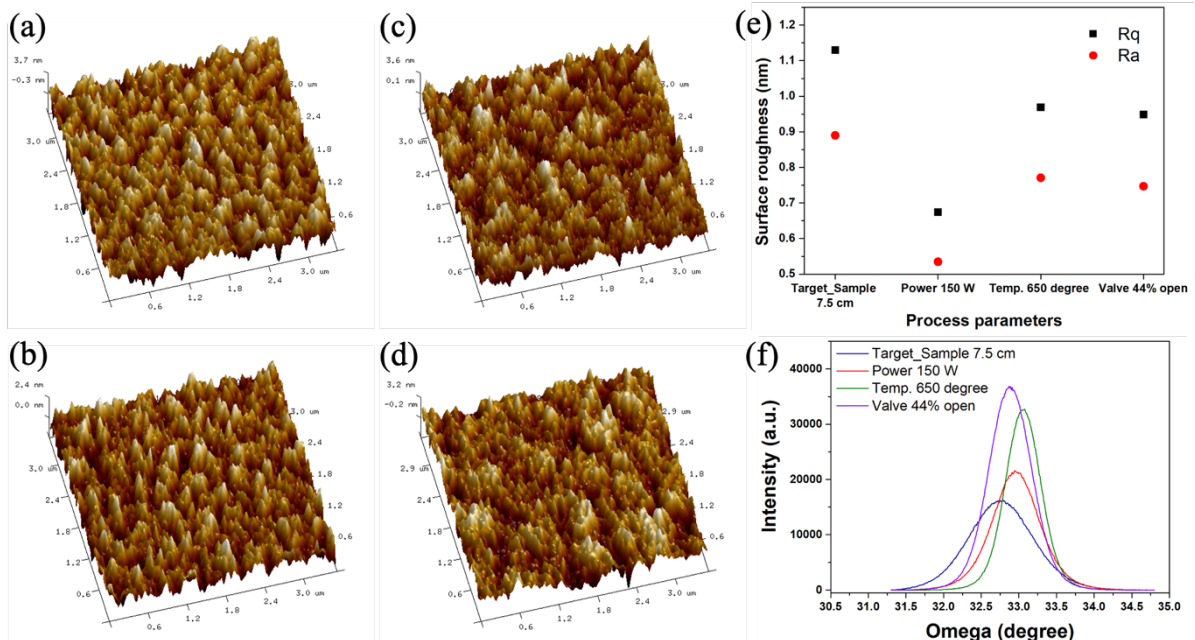 (a)
3.7 nm
-0.3 nm
3.0 um
2.4
1.8
1.2
0.6
3.0 um
2.4
1.8
1.2
0.6
0.6
1.2
1.8
2.4
3.0 um
(c)
3.6 nm
0.1 nm
3.0 um
2.4
1.8
1.2
0.6
3.0 um
2.4
1.8
1.2
0.6
0.6
1.2
1.8
2.4
3.0 um
(e)
Rq
Ra
Surface roughness (nm)
1.2
1.1
1.0
0.9
0.8
0.7
0.6
0.5
Target_Sample
7.5 cm
Power 150 W
Temp. 650 degree
Valve 44% open
Process parameters
(b)
2.4 nm
0.0 nm
3.0 um
2.4
1.8
1.2
0.6
3.0 um
2.4
1.8
1.2
0.6
0.6
1.2
1.8
2.4
3.0 um
(d)
3.2 nm
-0.2 nm
2.9 um
2.4
1.8
1.2
0.6
2.9 um
2.4
1.8
1.2
0.6
0.6
1.2
1.8
2.4
3.0 um
(f)
Target_Sample 7.5 cm
Power 150 W
Temp. 650 degree
Valve 44% open
Intensity (a.u.)
40000
30000
20000
10000
0
30.5 31.0 31.5 32.0 32.5 33.0 33.5 34.0 34.5 35.0
Omega (degree)